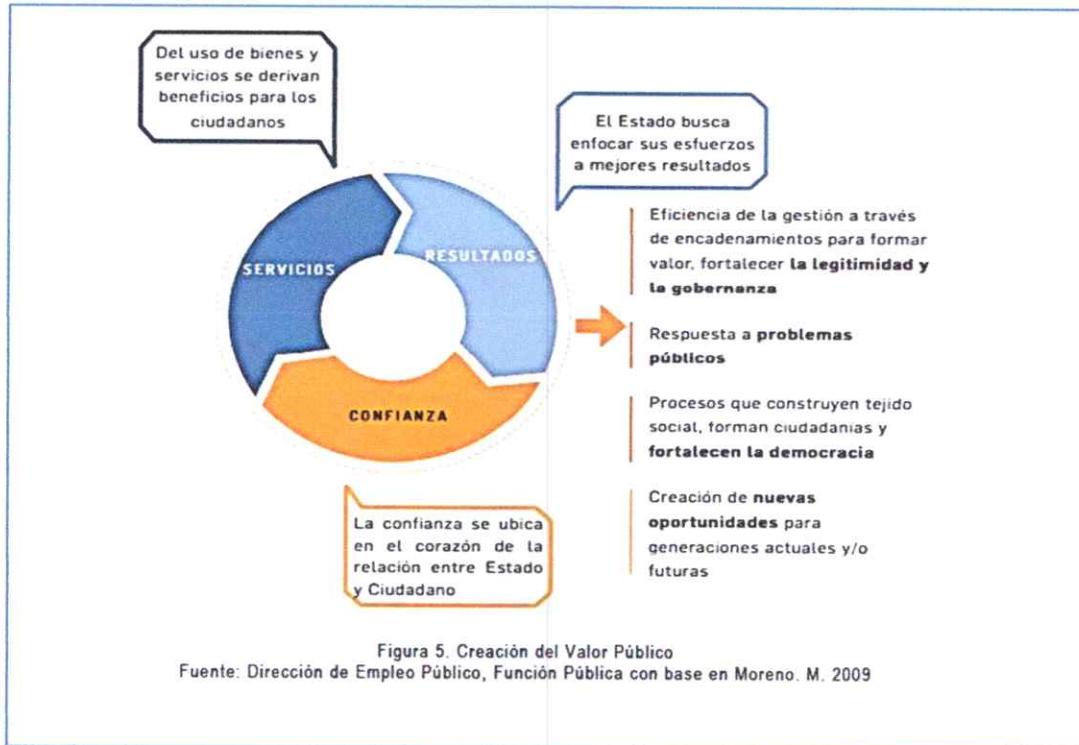 Del uso de bienes y
servicios se derivan
beneficios para los
ciudadanos
El Estado busca
enfocar sus esfuerzos
a mejores resultados
SERVICIOS
RESULTADOS
CONFIANZA
La confianza se ubica
en el corazón de la
relación entre Estado
y Ciudadano
Eficiencia de la gestión a través
de encadenamientos para formar
valor, fortalecer la legitimidad y
la gobernanza
Respuesta a problemas
públicos
Procesos que construyen tejido
social, forman ciudadanías y
fortalecen la democracia
Creación de nuevas
oportunidades para
generaciones actuales y/o
futuras
Figura 5. Creación del Valor Público
Fuente: Dirección de Empleo Público, Función Pública con base en Moreno. M. 2009